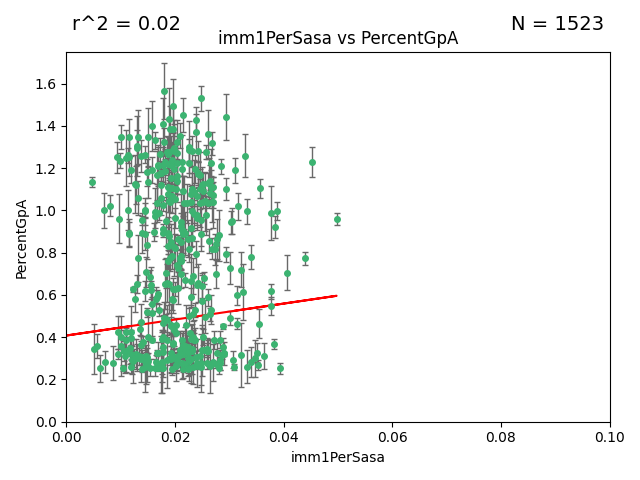 r^2 = 0.02
N = 1523
imm1PerSasa vs PercentGpA
PercentGpA
1.6
1.4
1.2
1.0
0.8
0.6
0.4
0.2
0.0
0.00 0.02 0.04 0.06 0.08 0.10
imm1PerSasa